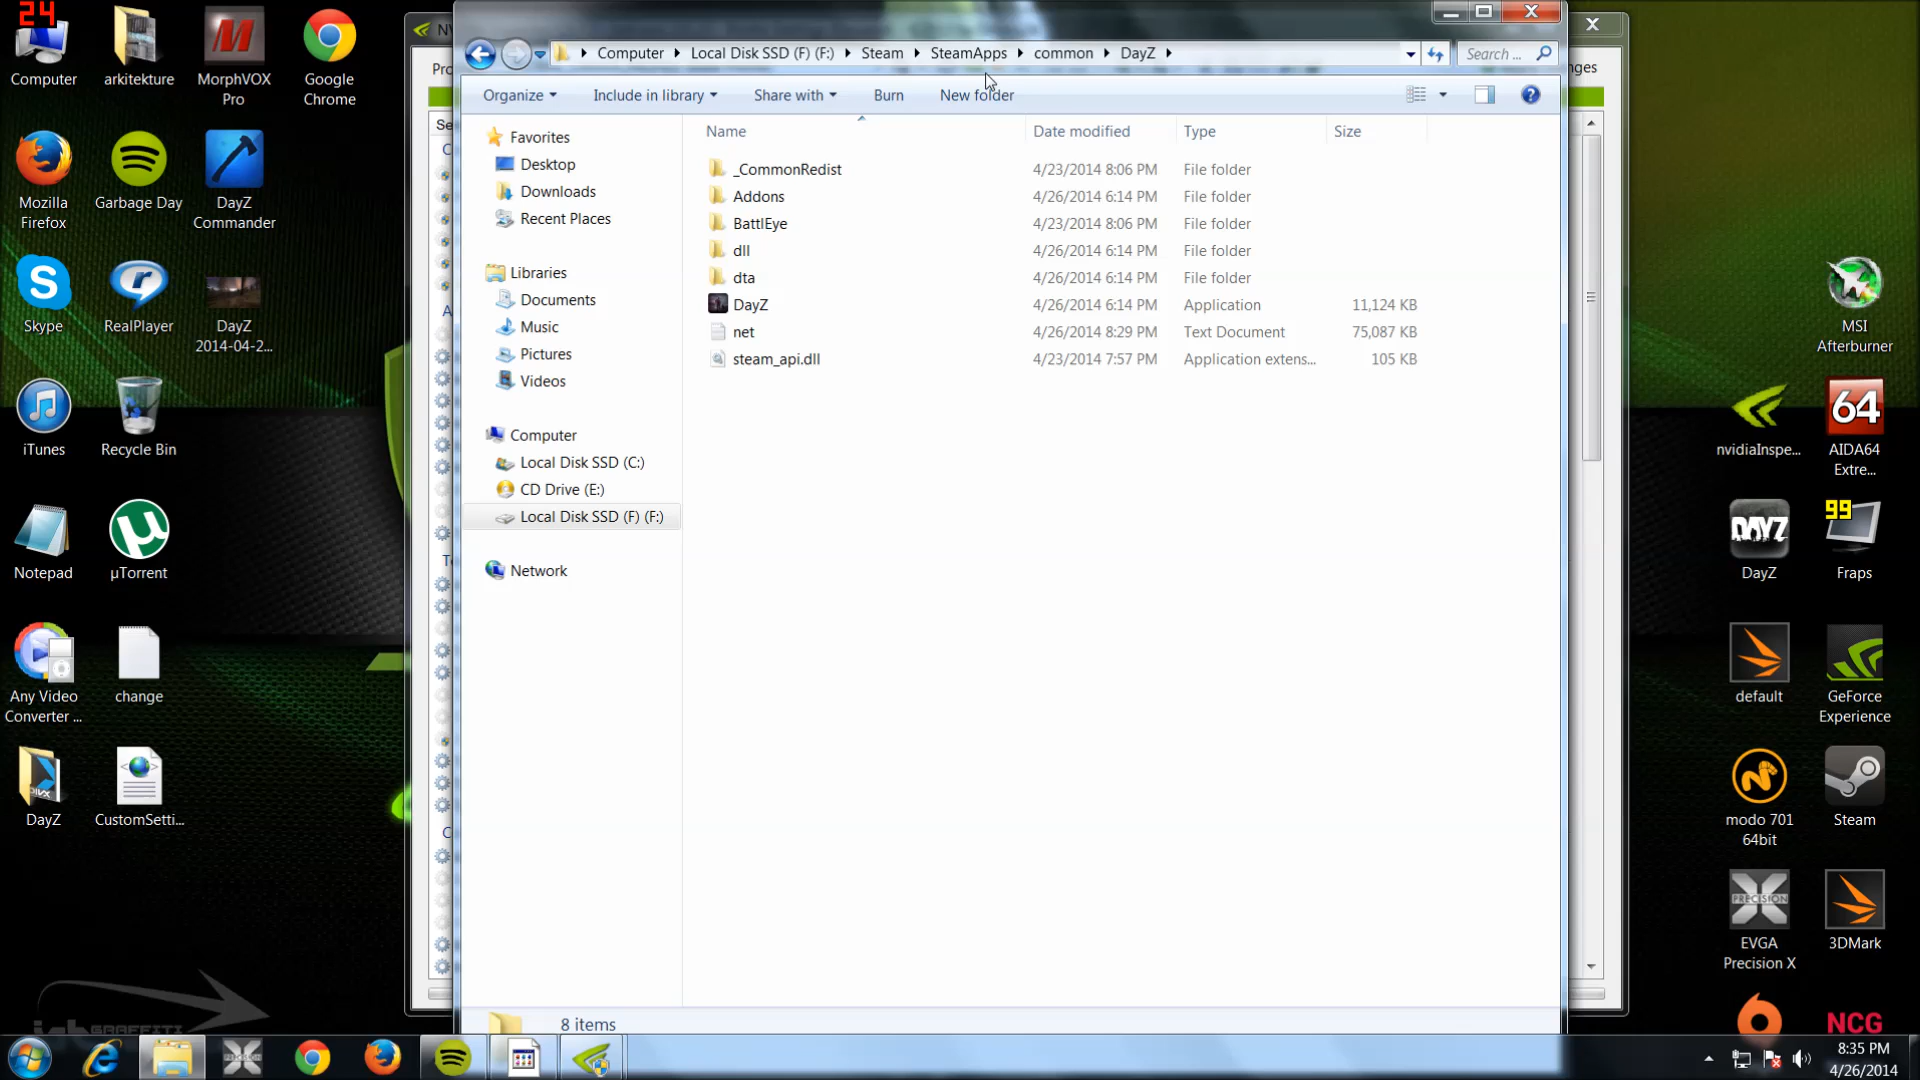 24
Computer
arkitekture
MorphVOX
Pro
Google
Chrome
Mozilla
Firefox
Garbage Day
DayZ
Commander
Skype
RealPlayer
DayZ
2014-04-2...
iTunes
Recycle Bin
Notepad
µTorrent
Any Video
Converter ...
change
DayZ
CustomSetti...
Computer
Local Disk SSD (F) (F:)
Steam
SteamApps
common
DayZ
Search ...
Organize
Include in library
Share with
Burn
New folder
Name
Date modified
Type
Size
_CommonRedist 4/23/2014 8:06 PM File folder
Addons 4/26/2014 6:14 PM File folder
BattlEye 4/23/2014 8:06 PM File folder
dll 4/26/2014 6:14 PM File folder
dta 4/26/2014 6:14 PM File folder
DayZ 4/26/2014 6:14 PM Application 11,124 KB
net 4/26/2014 8:29 PM Text Document 75,087 KB
steam_api.dll 4/23/2014 7:57 PM Application extens... 105 KB
Favorites
Desktop
Downloads
Recent Places
Libraries
Documents
Music
Pictures
Videos
Computer
Local Disk SSD (C:)
CD Drive (E:)
Local Disk SSD (F) (F:)
Network
8 items
MSI
Afterburner
nvidiaInspe...
64
AIDA64
Extre...
DAYZ
DayZ
99
Fraps
default
GeForce
Experience
modo 701
64bit
Steam
PRECISION
EVGA
Precision X
3DMark
NCG
8:35 PM
4/26/2014